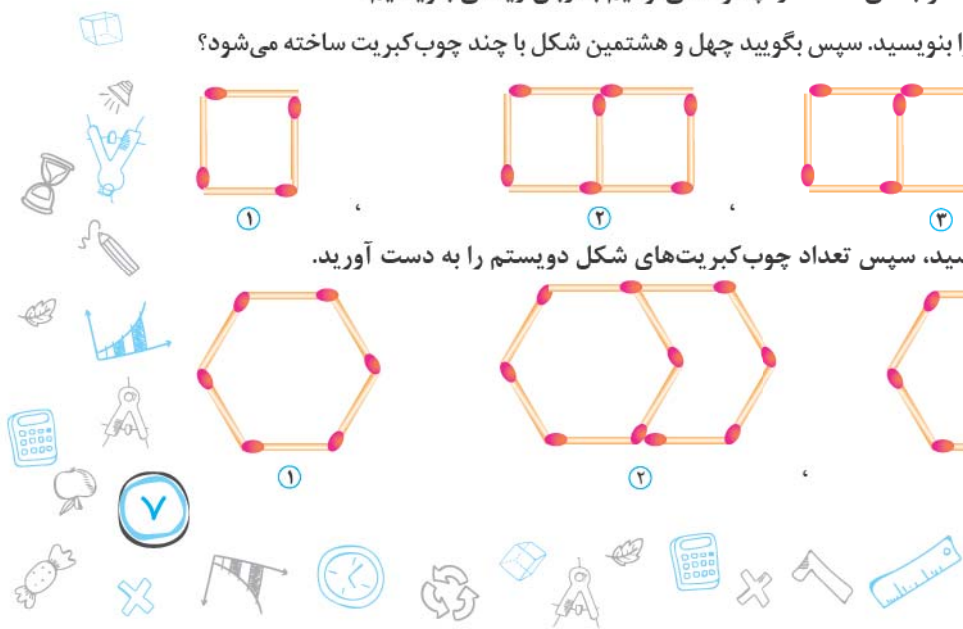 را بنویسید. سپس بگویید چهل و هشتمین شکل با چند چوب‌کبریت ساخته می‌شود؟
۱ ، ۲ ، ۳
سید، سپس تعداد چوب‌کبریت‌های شکل دویستم را به دست آورید.
۱ ۲ ،
۷